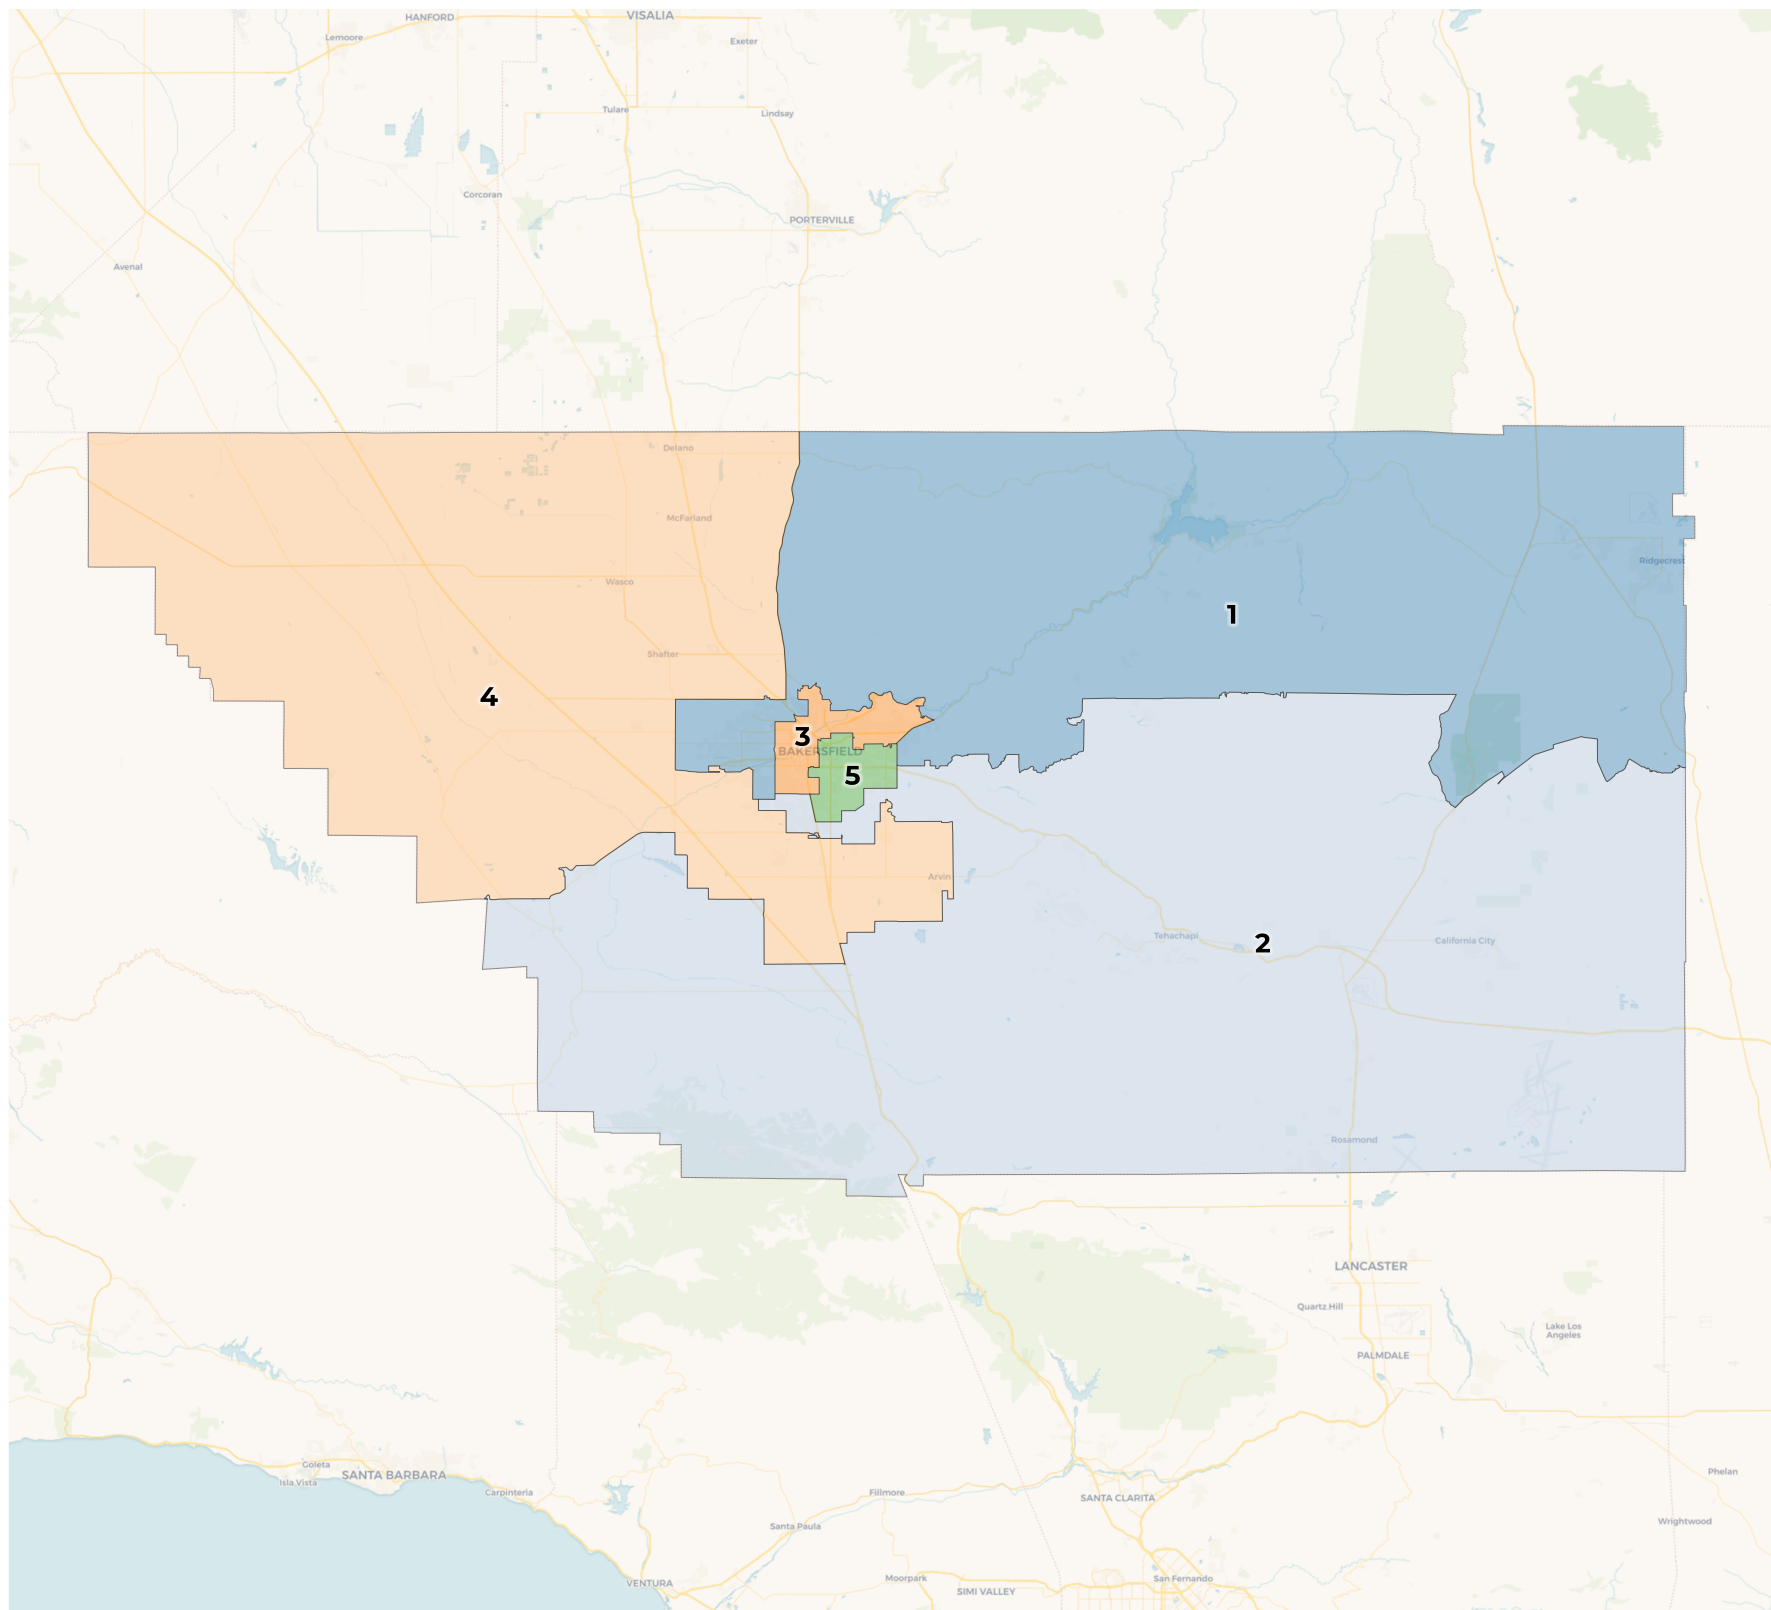 HANFORD
VISALIA
Lemoore
Exeter
Tulare
Lindsay
Corcoran
PORTERVILLE
Avenal
Delano
McFarland
Ridgecrest
Wasco
1
Shafter
4
3
BAKERSFIELD
5
Arvin
Tehachapi
2
California City
Rosamond
LANCASTER
Quartz Hill
Lake Los
Angeles
PALMDALE
Goleta
SANTA BARBARA
Isla Vista
Carpinteria
Fillmore
SANTA CLARITA
Phelan
Santa Paula
Wrightwood
VENTURA
Moorpark
San Fernando
SIMI VALLEY